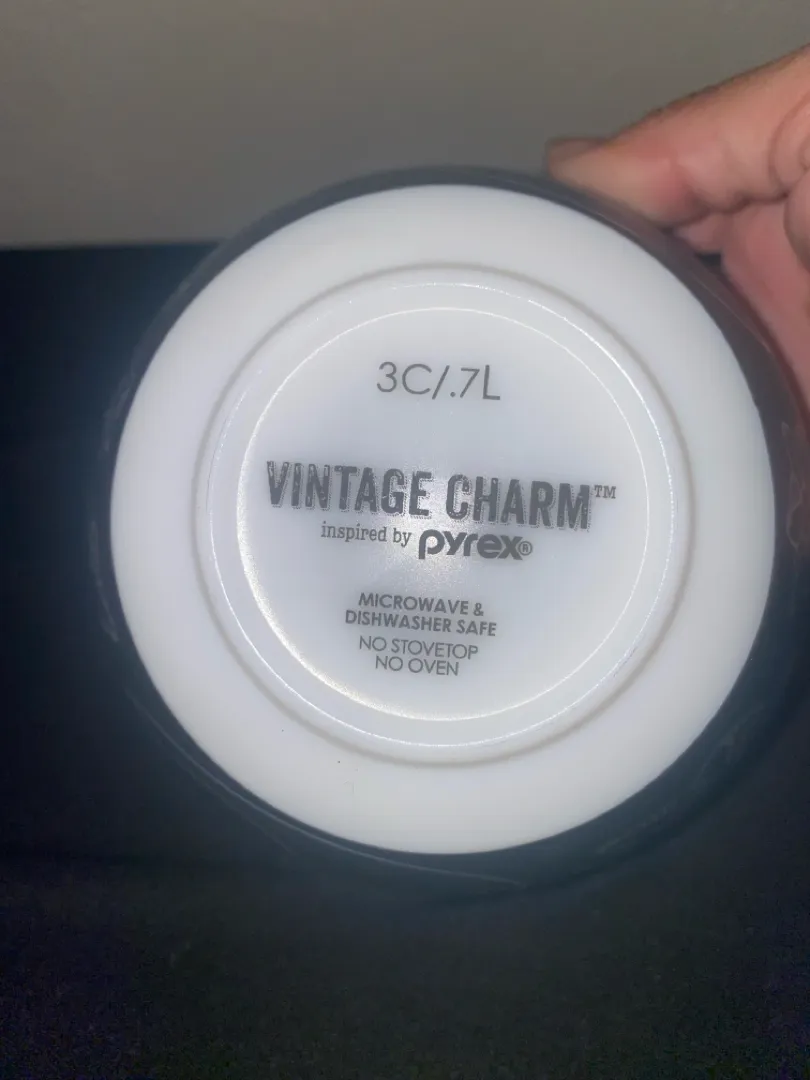 3C/.7L
VINTAGE CHARM™
inspired by pyrex®
MICROWAVE &
DISHWASHER SAFE
NO STOVETOP
NO OVEN